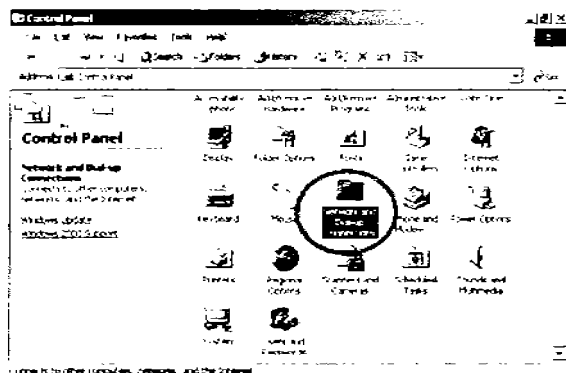 Control Panel
File Edit View Favorites Tools Help
Search Folders History
Address Control Panel
Control Panel
Network and Dial-up
Connections
Connects to other computers,
networks, and the Internet
Windows Update
Windows 2000 Support
Accessibility Add/Remove Add/Remove Administrative Date/Time
Options Hardware Programs Tools
Display Folder Options Fonts Game Internet
Controllers Options
Keyboard Mouse Network and Phone and Power Options
Dial-up Modem
Connections
Printers Regional Scanners and Scheduled Sounds and
Options Cameras Tasks Multimedia
System Users and
Passwords
Connects to other computers, networks, and the Internet